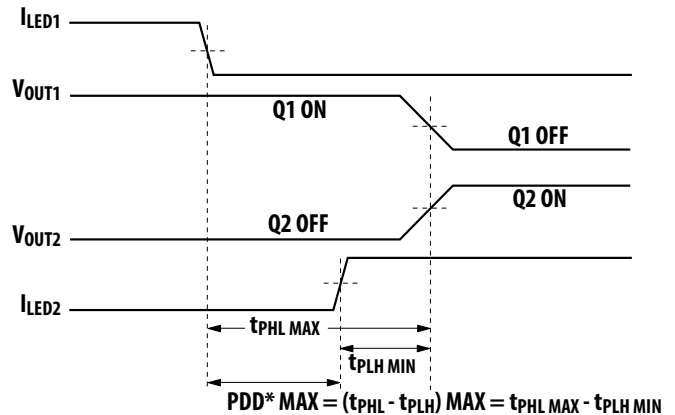 ILED1
VOUT1
Q1 ON
Q1 OFF
Q2 ON
Q2 OFF
VOUT2
ILED2
tPHL MAX
tPLH MIN
PDD* MAX = (tPHL - tPLH) MAX = tPHL MAX - tPLH MIN